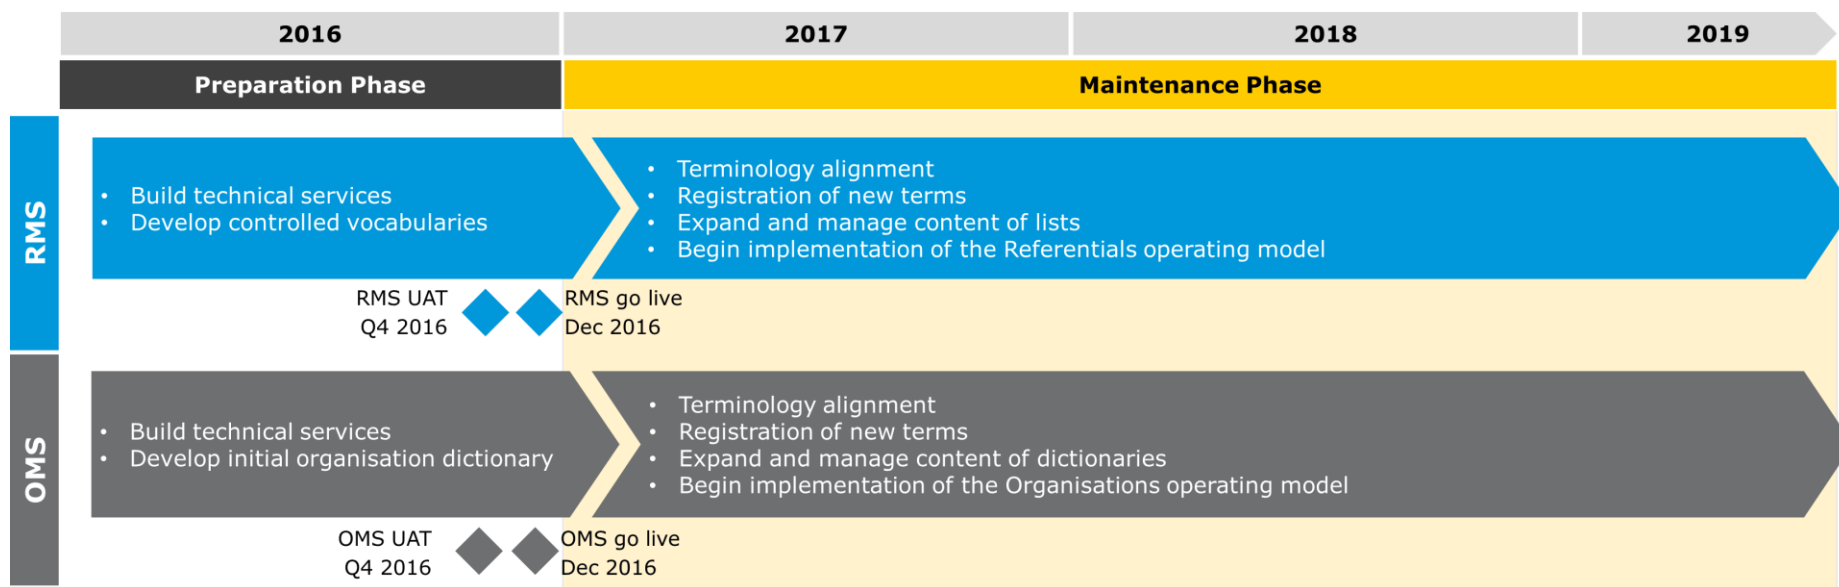 2016
2017
2018
2019
Preparation Phase
Maintenance Phase
RMS
• Build technical services
• Develop controlled vocabularies
• Terminology alignment
• Registration of new terms
• Expand and manage content of lists
• Begin implementation of the Referentials operating model
RMS UAT
Q4 2016
RMS go live
Dec 2016
OMS
• Build technical services
• Develop initial organisation dictionary
• Terminology alignment
• Registration of new terms
• Expand and manage content of dictionaries
• Begin implementation of the Organisations operating model
OMS UAT
Q4 2016
OMS go live
Dec 2016